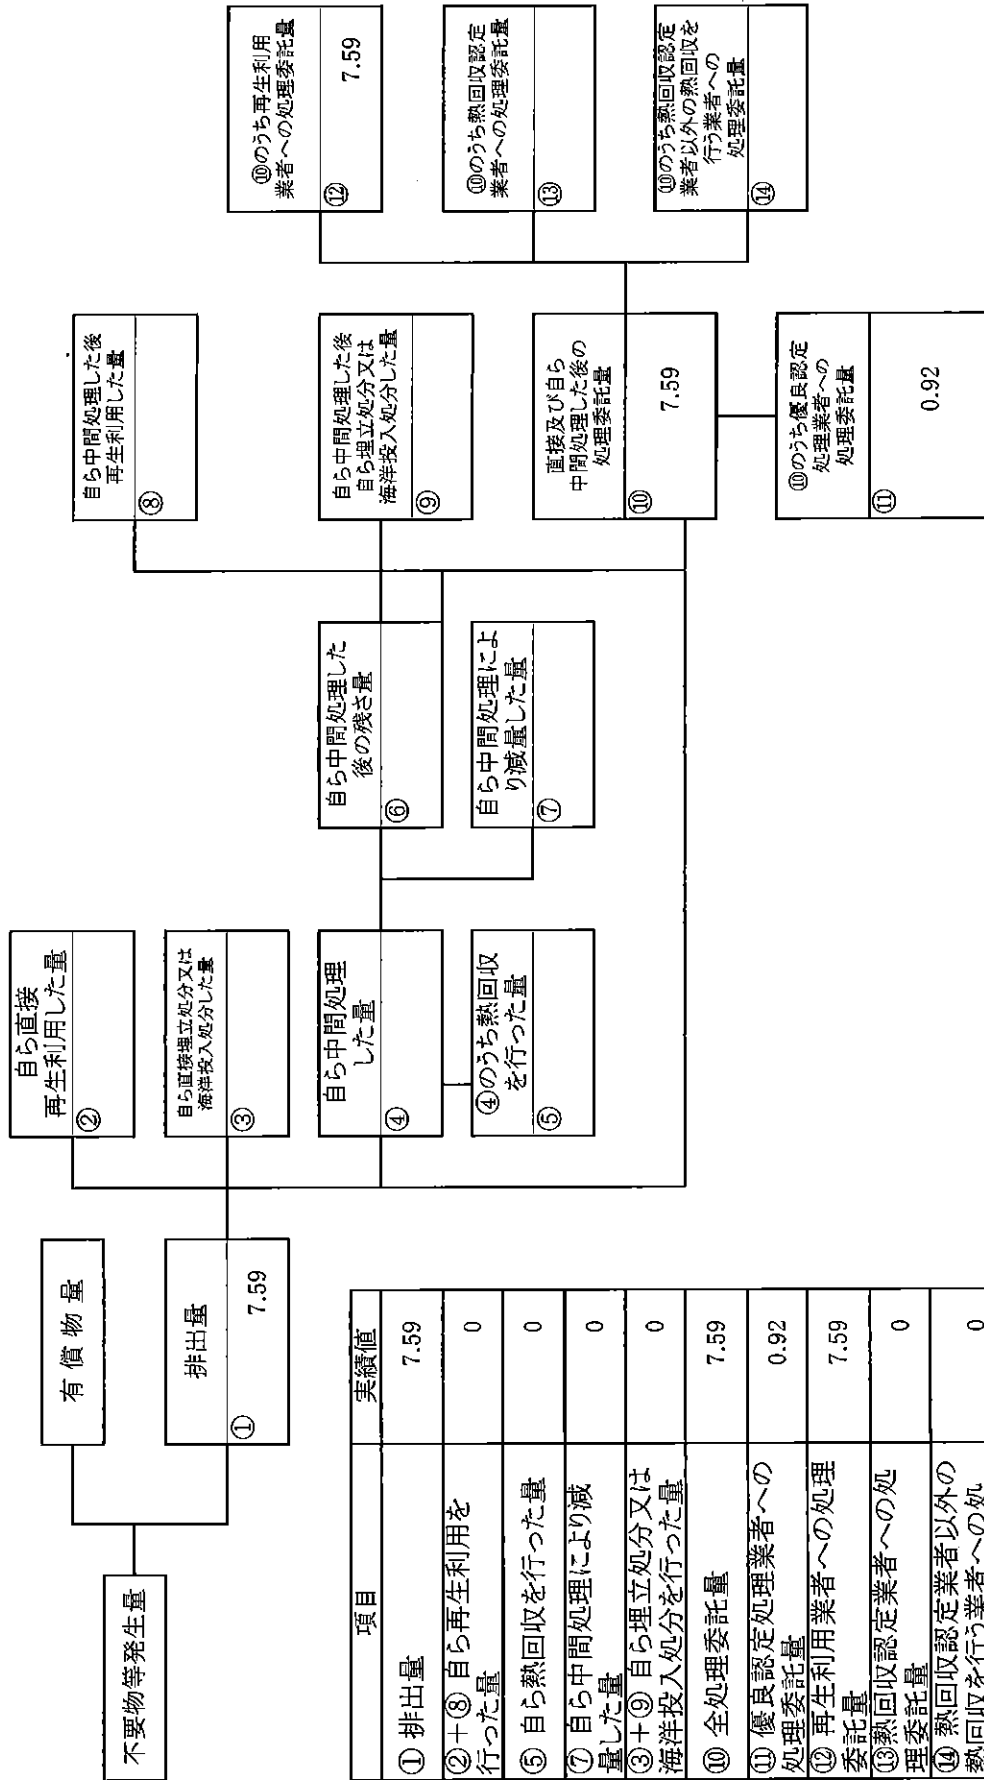 不要物等発生量
有償物量
排出量
① 7.59
自ら直接
再生利用した量
②
自ら直接埋立処分又は
海洋投入処分した量
③
自ら中間処理
した量
④
④のうち熱回収
を行った量
⑤
自ら中間処理した
後の残さ量
⑥
自ら中間処理によ
り減量した量
⑦
自ら中間処理した後
再生利用した量
⑧
自ら中間処理した後
自ら埋立処分又は
海洋投入処分した量
⑨
直接及び自ら
中間処理した後の
処理委託量
⑩ 7.59
⑩のうち優良認定
処理業者への
処理委託量
⑪ 0.92
⑩のうち再生利用
業者への処理委託量
⑫ 7.59
⑩のうち熱回収認定
業者への処理委託量
⑬
⑩のうち熱回収認定
業者以外の熱回収を
行う業者への
処理委託量
⑭
項目 実績値
① 排出量 7.59
②+⑧ 自ら再生利用を
行った量 0
⑤ 自ら熱回収を行った量 0
⑦ 自ら中間処理により減
量した量 0
③+⑨ 自ら埋立処分又は
海洋投入処分を行った量 0
⑩ 全処理委託量 7.59
⑪ 優良認定処理業者への
処理委託量 0.92
⑫ 再生利用業者への処理
委託量 7.59
⑬熱回収認定業者への処
理委託量 0
⑭ 熱回収認定業者以外の
熱回収を行う業者への処 0